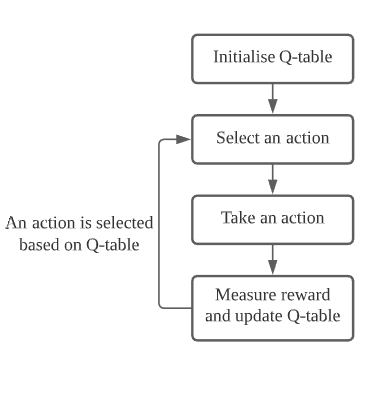 Initialise Q-table
Select an action
Take an action
An action is selected
based on Q-table
Measure reward
and update Q-table